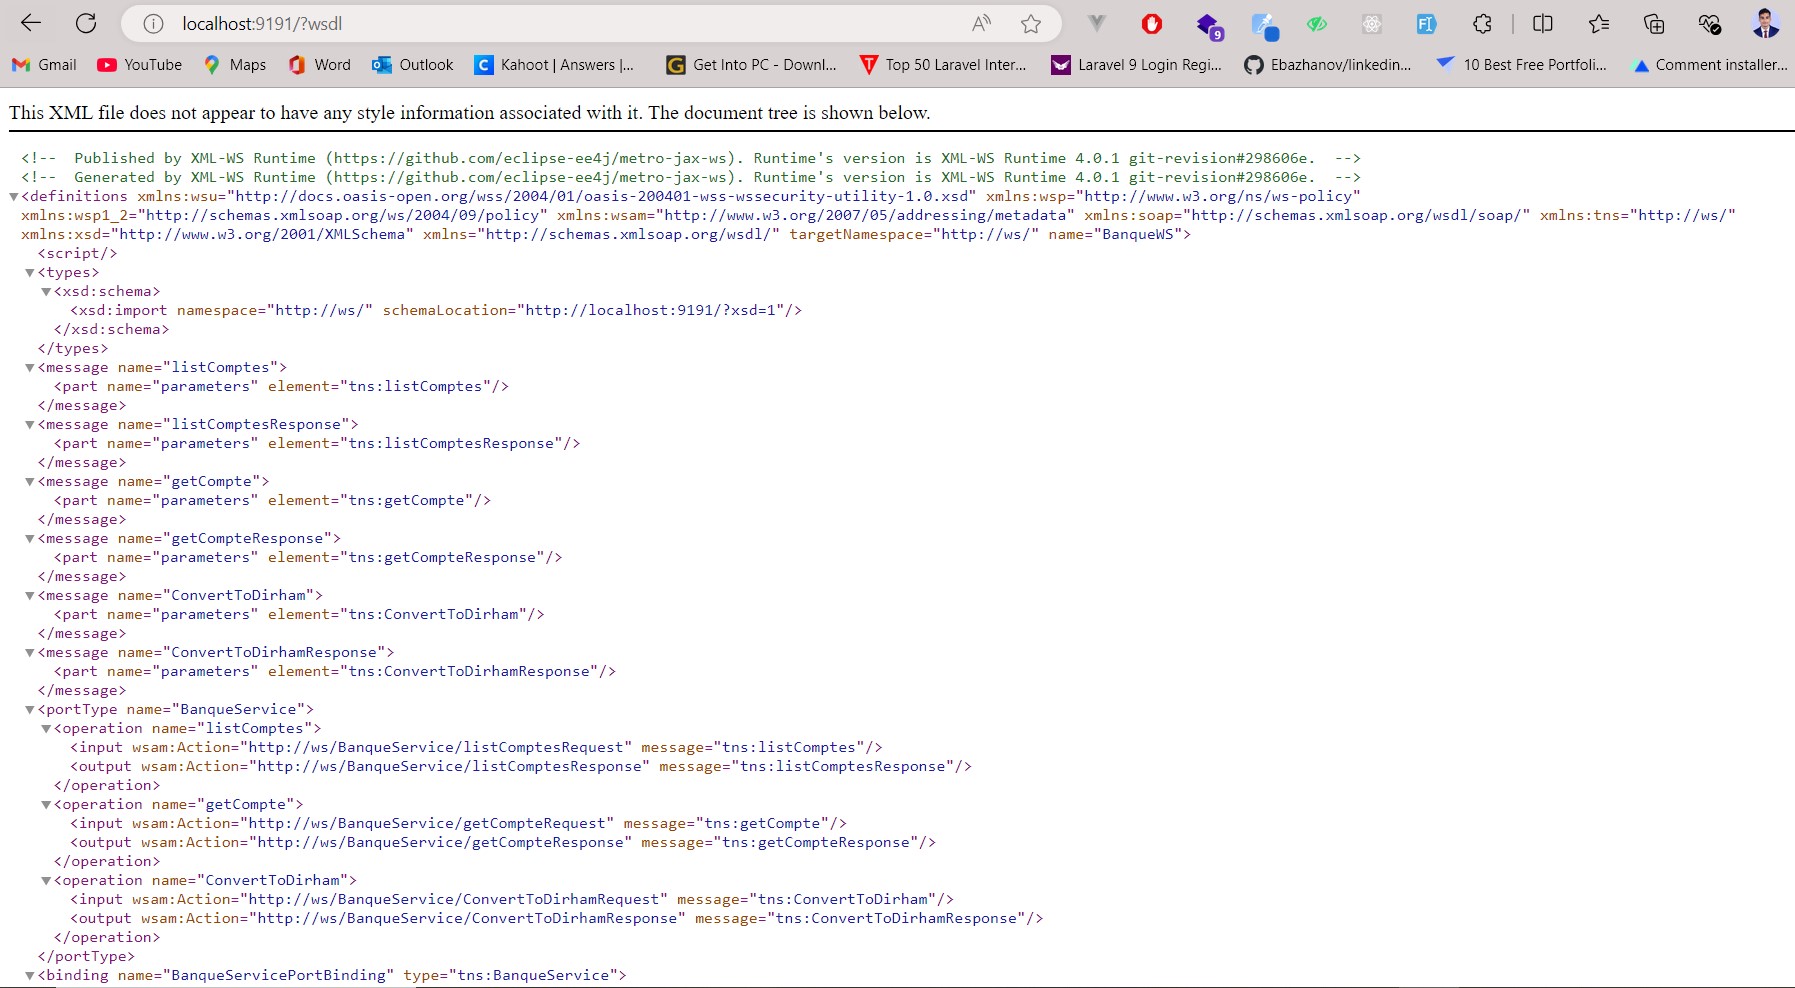 localhost:9191/?wsdl
9
Gmail YouTube Maps Word Outlook Kahoot | Answers |... Get Into PC - Downl... Top 50 Laravel Inter... Laravel 9 Login Regi... Ebazhanov/linkedin... 10 Best Free Portfoli... Comment installer...
This XML file does not appear to have any style information associated with it. The document tree is shown below.
<!-- Published by XML-WS Runtime (https://github.com/eclipse-ee4j/metro-jax-ws). Runtime's version is XML-WS Runtime 4.0.1 git-revision#298606e. -->
<!-- Generated by XML-WS Runtime (https://github.com/eclipse-ee4j/metro-jax-ws). Runtime's version is XML-WS Runtime 4.0.1 git-revision#298606e. -->
<definitions xmlns:wsu="http://docs.oasis-open.org/wss/2004/01/oasis-200401-wss-wssecurity-utility-1.0.xsd" xmlns:wsp="http://www.w3.org/ns/ws-policy"
xmlns:wsp1_2="http://schemas.xmlsoap.org/ws/2004/09/policy" xmlns:wsam="http://www.w3.org/2007/05/addressing/metadata" xmlns:soap="http://schemas.xmlsoap.org/wsdl/soap/" xmlns:tns="http://ws/"
xmlns:xsd="http://www.w3.org/2001/XMLSchema" xmlns="http://schemas.xmlsoap.org/wsdl/" targetNamespace="http://ws/" name="BanqueWS">
<script/>
<types>
<xsd:schema>
<xsd:import namespace="http://ws/" schemaLocation="http://localhost:9191/?xsd=1"/>
</xsd:schema>
</types>
<message name="listComptes">
<part name="parameters" element="tns:listComptes"/>
</message>
<message name="listComptesResponse">
<part name="parameters" element="tns:listComptesResponse"/>
</message>
<message name="getCompte">
<part name="parameters" element="tns:getCompte"/>
</message>
<message name="getCompteResponse">
<part name="parameters" element="tns:getCompteResponse"/>
</message>
<message name="ConvertToDirham">
<part name="parameters" element="tns:ConvertToDirham"/>
</message>
<message name="ConvertToDirhamResponse">
<part name="parameters" element="tns:ConvertToDirhamResponse"/>
</message>
<portType name="BanqueService">
<operation name="listComptes">
<input wsam:Action="http://ws/BanqueService/listComptesRequest" message="tns:listComptes"/>
<output wsam:Action="http://ws/BanqueService/listComptesResponse" message="tns:listComptesResponse"/>
</operation>
<operation name="getCompte">
<input wsam:Action="http://ws/BanqueService/getCompteRequest" message="tns:getCompte"/>
<output wsam:Action="http://ws/BanqueService/getCompteResponse" message="tns:getCompteResponse"/>
</operation>
<operation name="ConvertToDirham">
<input wsam:Action="http://ws/BanqueService/ConvertToDirhamRequest" message="tns:ConvertToDirham"/>
<output wsam:Action="http://ws/BanqueService/ConvertToDirhamResponse" message="tns:ConvertToDirhamResponse"/>
</operation>
</portType>
<binding name="BanqueServicePortBinding" type="tns:BanqueService">